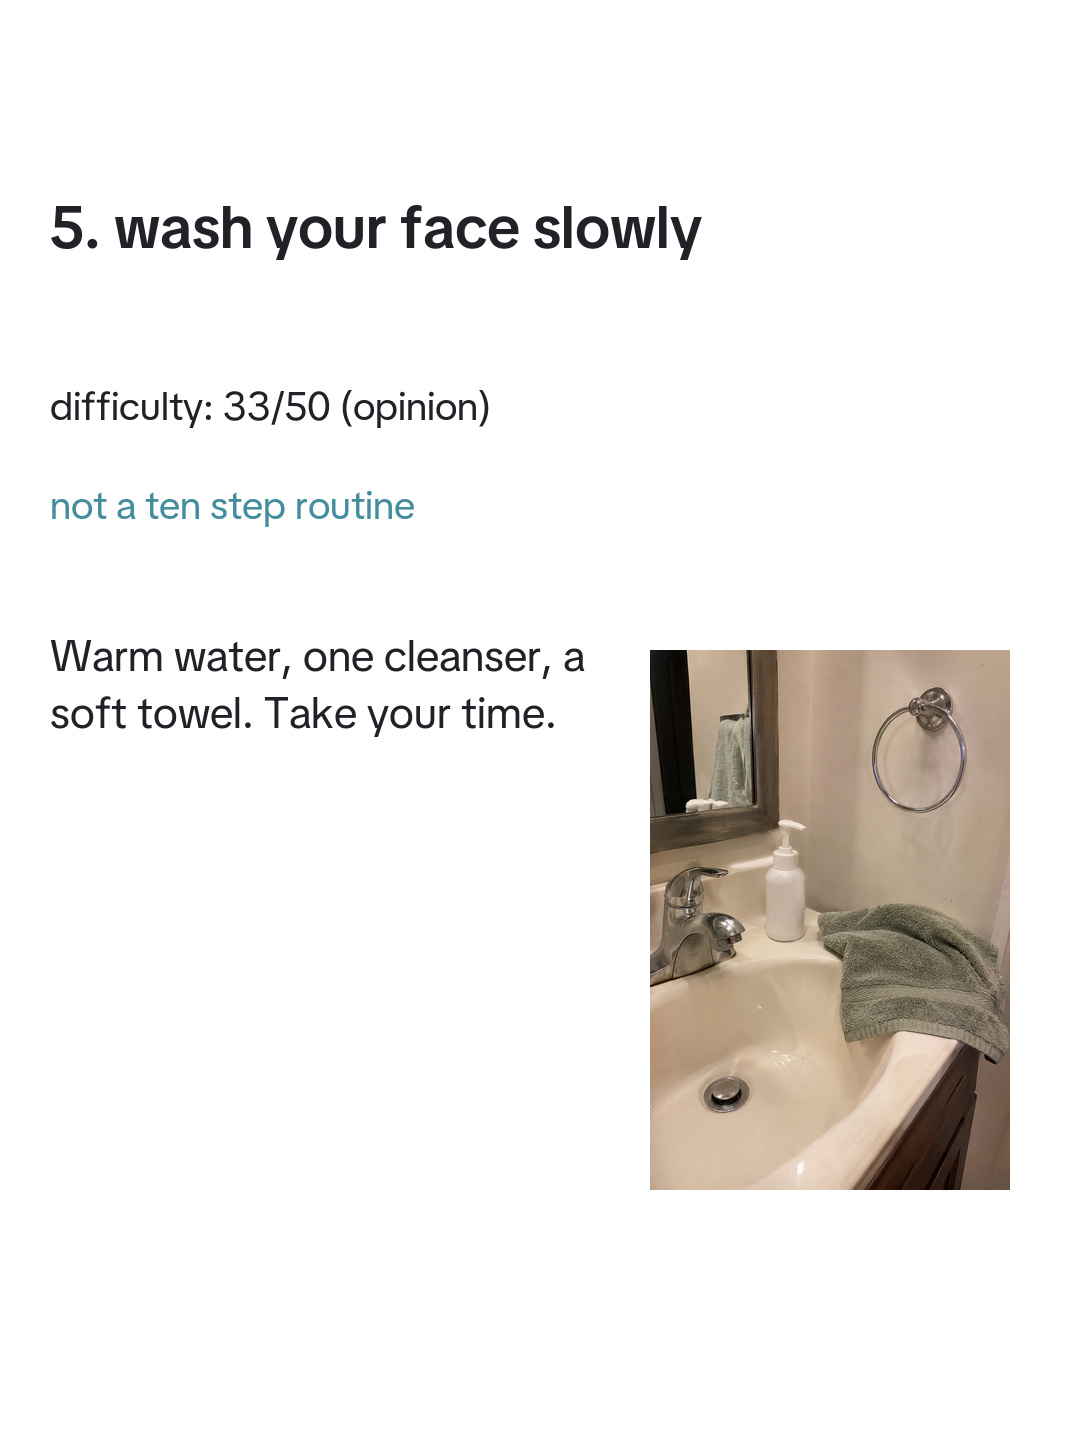 5. wash your face slowly
difficulty: 33/50 (opinion)
not a ten step routine
Warm water, one cleanser, a
soft towel. Take your time.